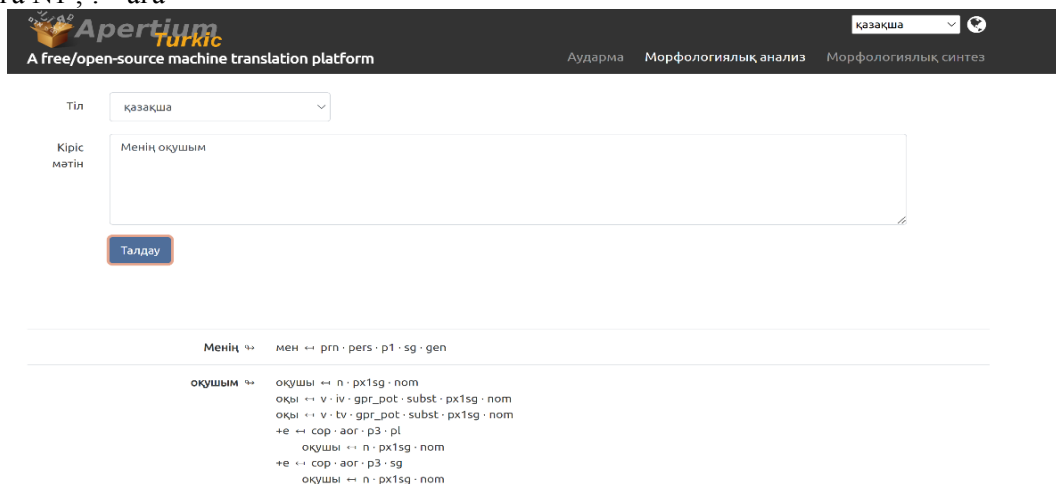 Apertium
Turkic
қазақша
A free/open-source machine translation platform
Аударма Морфологиялық анализ Морфологиялық синтез
Тіл қазақша
Кіріс мәтін
Менің оқушым
Талдау
Менің ↬ мен ↤ prn · pers · p1 · sg · gen
оқушым ↬ оқушы ↤ n · px1sg · nom
оқы ↤ v · iv · gpr_pot · subst · px1sg · nom
оқы ↤ v · tv · gpr_pot · subst · px1sg · nom
+е ↤ cop · aor · p3 · pl
оқушы ↤ n · px1sg · nom
+е ↤ cop · aor · p3 · sg
оқушы ↤ n · px1sg · nom